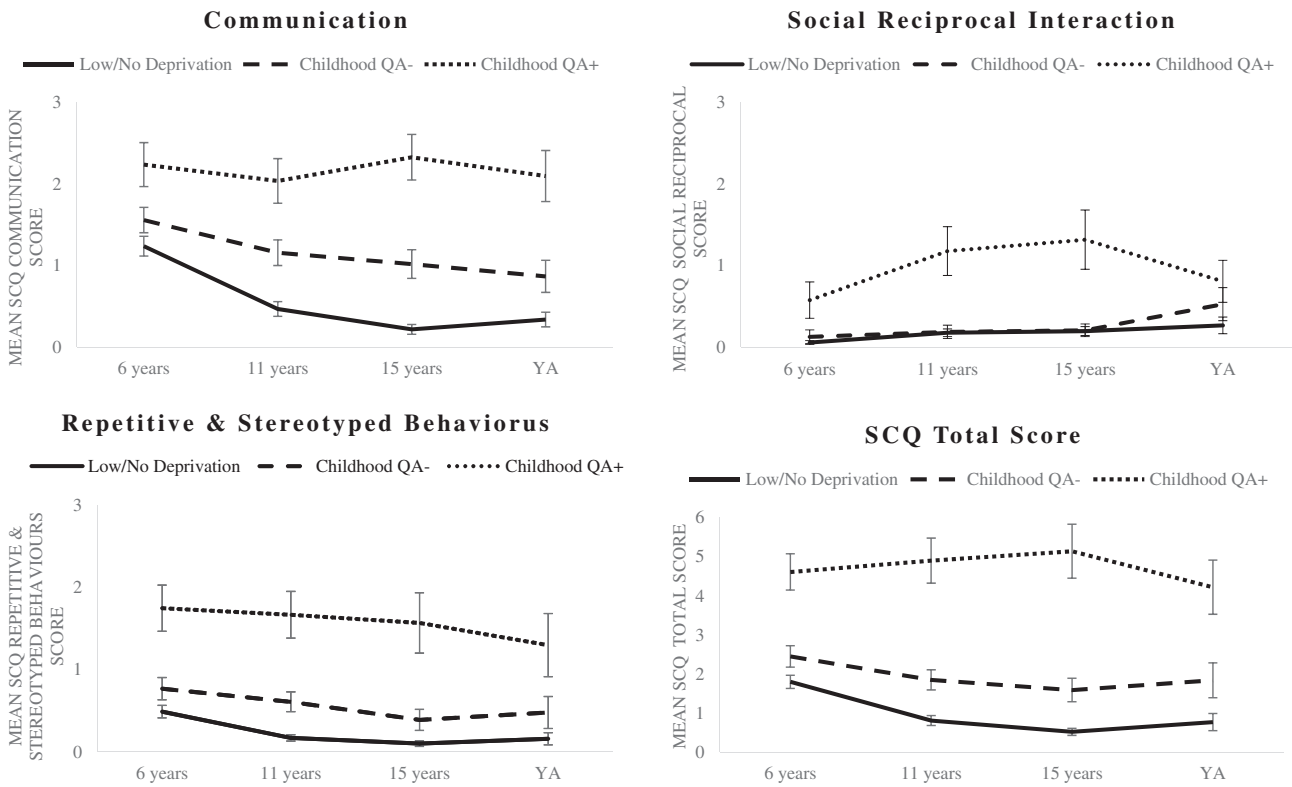 Communication
Low/No Deprivation Childhood QA- Childhood QA+
MEAN SCQ COMMUNICATION
SCORE
3
2
1
0
6 years 11 years 15 years YA
Social Reciprocal Interaction
Low/No Deprivation Childhood QA- Childhood QA+
MEAN SCQ SOCIAL RECIPROCAL
SCORE
3
2
1
0
6 years 11 years 15 years YA
Repetitive & Stereotyped Behaviorus
Low/No Deprivation Childhood QA- Childhood QA+
MEAN SCQ REPETITIVE &
STEREOTYPED BEHAVIOURS
SCORE
3
2
1
0
6 years 11 years 15 years YA
SCQ Total Score
Low/No Deprivation Childhood QA- Childhood QA+
MEAN SCQ TOTAL SCORE
6
5
4
3
2
1
0
6 years 11 years 15 years YA